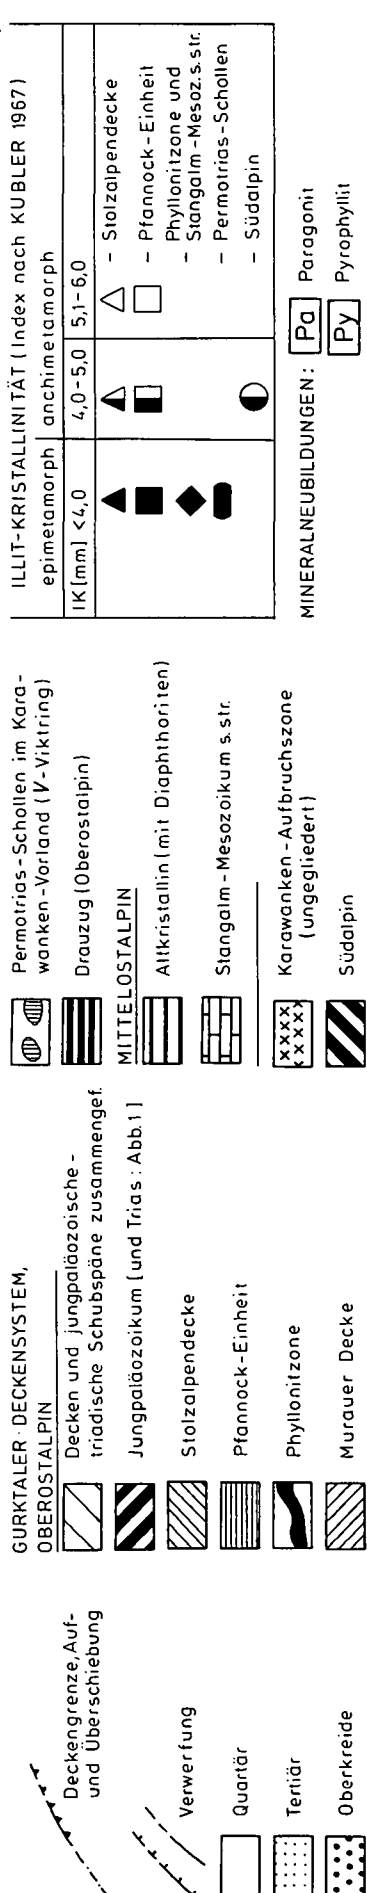 Deckengrenze, Auf-
und Überschiebung
Verwerfung
Quartär
Tertiär
Oberkreide
GURKTALER DECKENSYSTEM,
OBEROSTALPIN
Decken und jungpaläozoische-
triadische Schubspäne zusammengef.
Jungpaläozoikum (und Trias: Abb.1)
Stolzalpendecke
Pfannock-Einheit
Phyllonitzone
Murauer Decke
Permotrias-Schollen im Kara-
wanken-Vorland (V-Viktring)
Drauzug (Oberostalpin)
MITTELOSTALPIN
Altkristallin (mit Diaphthoriten)
Stangalm-Mesozoikum s.str.
Karawanken-Aufbruchszone
(ungegliedert)
Südalpin
ILLIT-KRISTALLINITÄT (Index nach KUBLER 1967)
epimetamorph anchimetamorph
IK [mm] <4,0 4,0-5,0 5,1-6,0
- Stolzalpendecke
- Pfannock-Einheit
Phyllonitzone und
- Stangalm-Mesoz.s.str.
- Permotrias-Schollen
- Südalpin
MINERALNEUBILDUNGEN: Pa Paragonit
Py Pyrophyllit